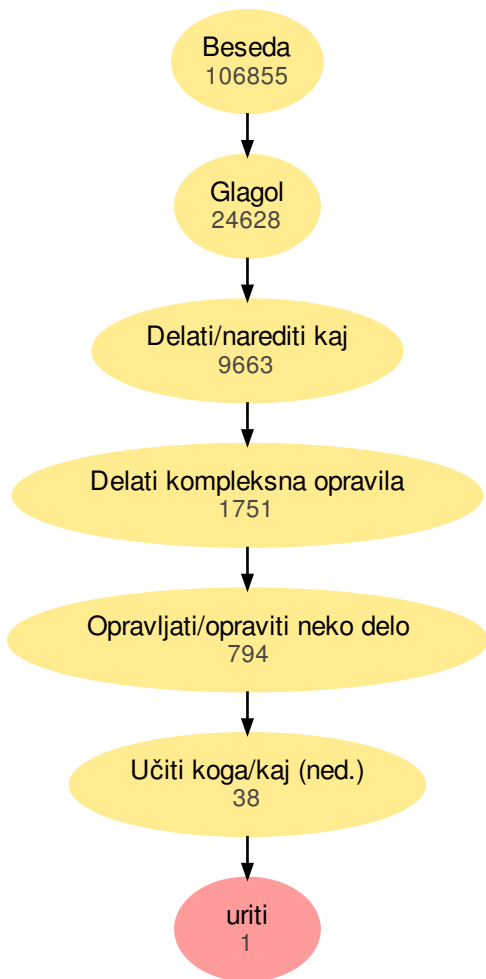 Beseda
106855
Glagol
24628
Delati/narediti kaj
9663
Delati kompleksna opravila
1751
Opravljati/opraviti neko delo
794
Učiti koga/kaj (ned.)
38
uriti
1